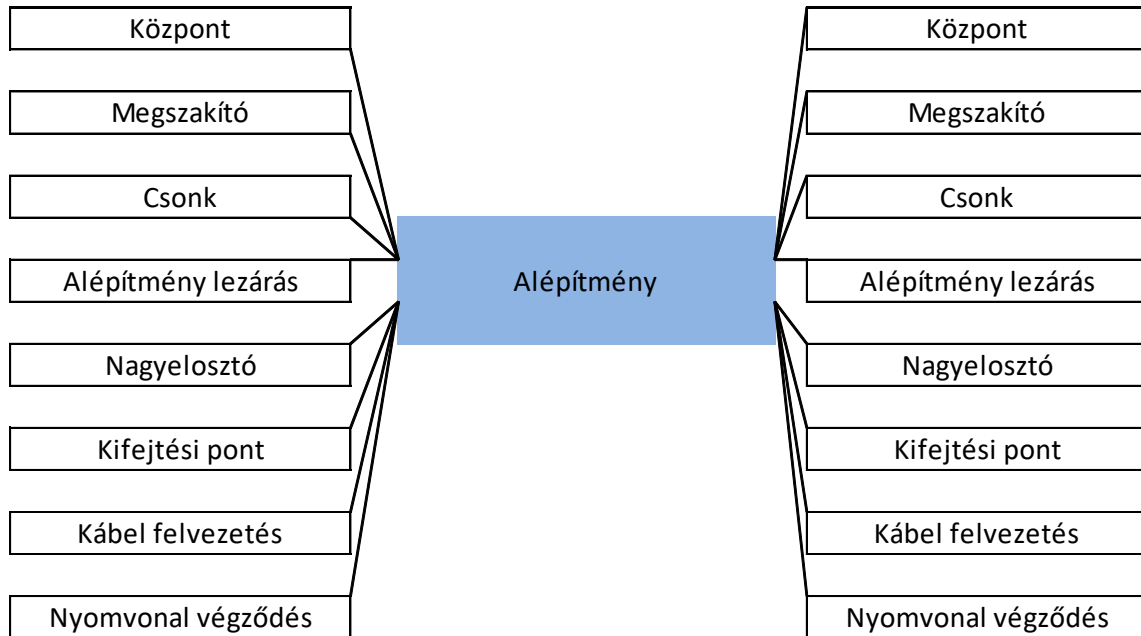 Központ
Központ
Megszakító
Megszakító
Csonk
Csonk
Alépítmény lezárás
Alépítmény
Alépítmény lezárás
Nagyelosztó
Nagyelosztó
Kifejtési pont
Kifejtési pont
Kábel felvezetés
Kábel felvezetés
Nyomvonal végződés
Nyomvonal végződés